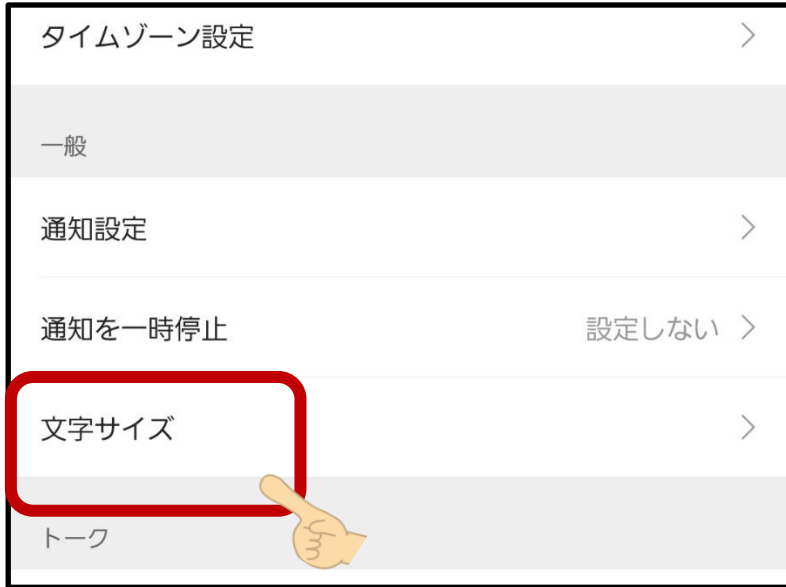 タイムゾーン設定
一般
通知設定
通知を一時停止 設定しない
文字サイズ
トーク